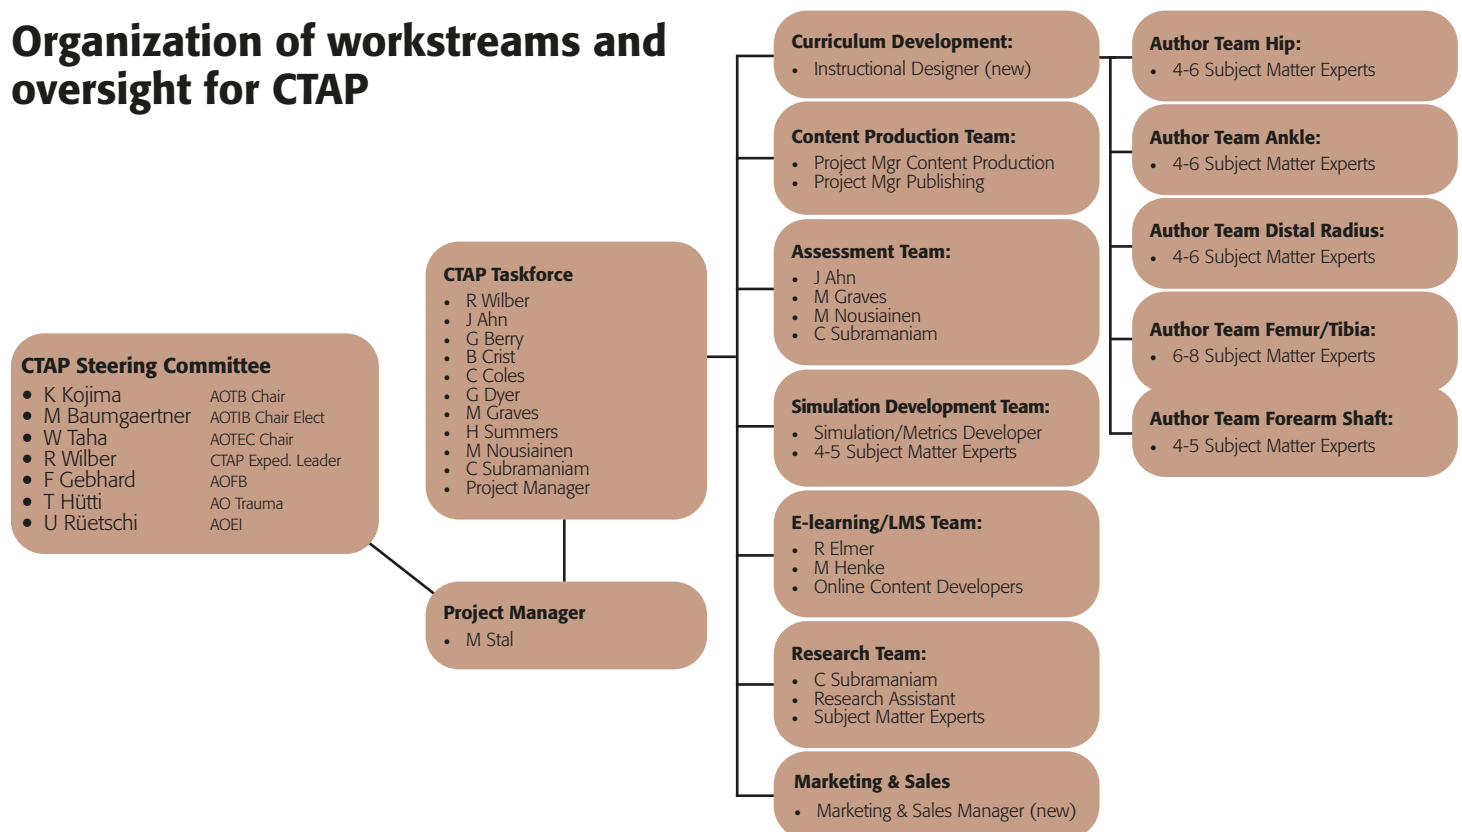 Organization of workstreams and
oversight for CTAP
CTAP Steering Committee
• K Kojima AOTB Chair
• M Baumgaertner AOTIB Chair Elect
• W Taha AOTEC Chair
• R Wilber CTAP Exped. Leader
• F Gebhard AOFB
• T Hütti AO Trauma
• U Rüetschi AOEI
CTAP Taskforce
• R Wilber
• J Ahn
• G Berry
• B Crist
• C Coles
• G Dyer
• M Graves
• H Summers
• M Nousiainen
• C Subramaniam
• Project Manager
Project Manager
• M Stal
Curriculum Development:
• Instructional Designer (new)
Content Production Team:
• Project Mgr Content Production
• Project Mgr Publishing
Assessment Team:
• J Ahn
• M Graves
• M Nousiainen
• C Subramaniam
Simulation Development Team:
• Simulation/Metrics Developer
• 4-5 Subject Matter Experts
E-learning/LMS Team:
• R Elmer
• M Henke
• Online Content Developers
Research Team:
• C Subramaniam
• Research Assistant
• Subject Matter Experts
Marketing & Sales
• Marketing & Sales Manager (new)
Author Team Hip:
• 4-6 Subject Matter Experts
Author Team Ankle:
• 4-6 Subject Matter Experts
Author Team Distal Radius:
• 4-6 Subject Matter Experts
Author Team Femur/Tibia:
• 6-8 Subject Matter Experts
Author Team Forearm Shaft:
• 4-5 Subject Matter Experts